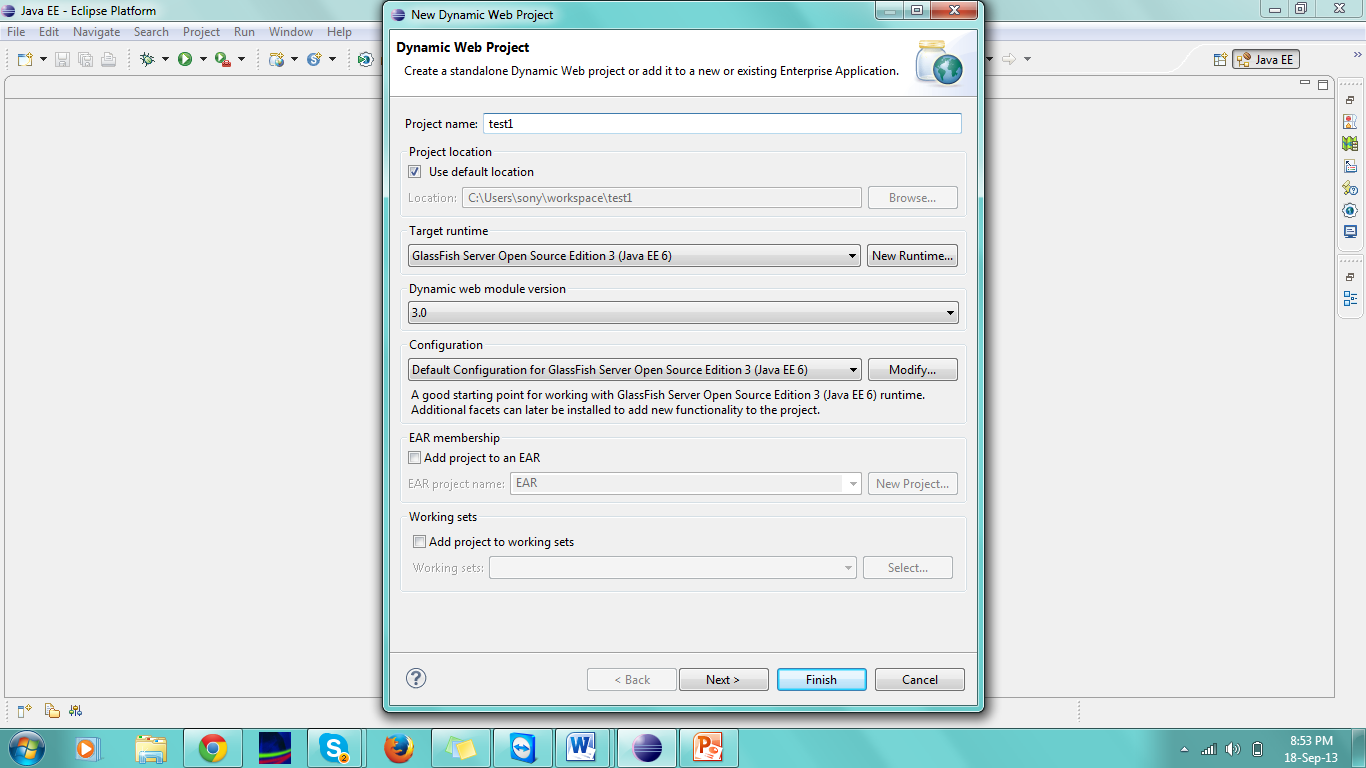 Java EE - Eclipse Platform
File Edit Navigate Search Project Run Window Help
Java EE
New Dynamic Web Project
Dynamic Web Project
Create a standalone Dynamic Web project or add it to a new or existing Enterprise Application.
Project name: test1
Project location
Use default location
Location: C:\Users\sony\workspace\test1 Browse...
Target runtime
GlassFish Server Open Source Edition 3 (Java EE 6) New Runtime...
Dynamic web module version
3.0
Configuration
Default Configuration for GlassFish Server Open Source Edition 3 (Java EE 6) Modify...
A good starting point for working with GlassFish Server Open Source Edition 3 (Java EE 6) runtime.
Additional facets can later be installed to add new functionality to the project.
EAR membership
Add project to an EAR
EAR project name: EAR New Project...
Working sets
Add project to working sets
Working sets: Select...
< Back Next > Finish Cancel
8:53 PM
18-Sep-13